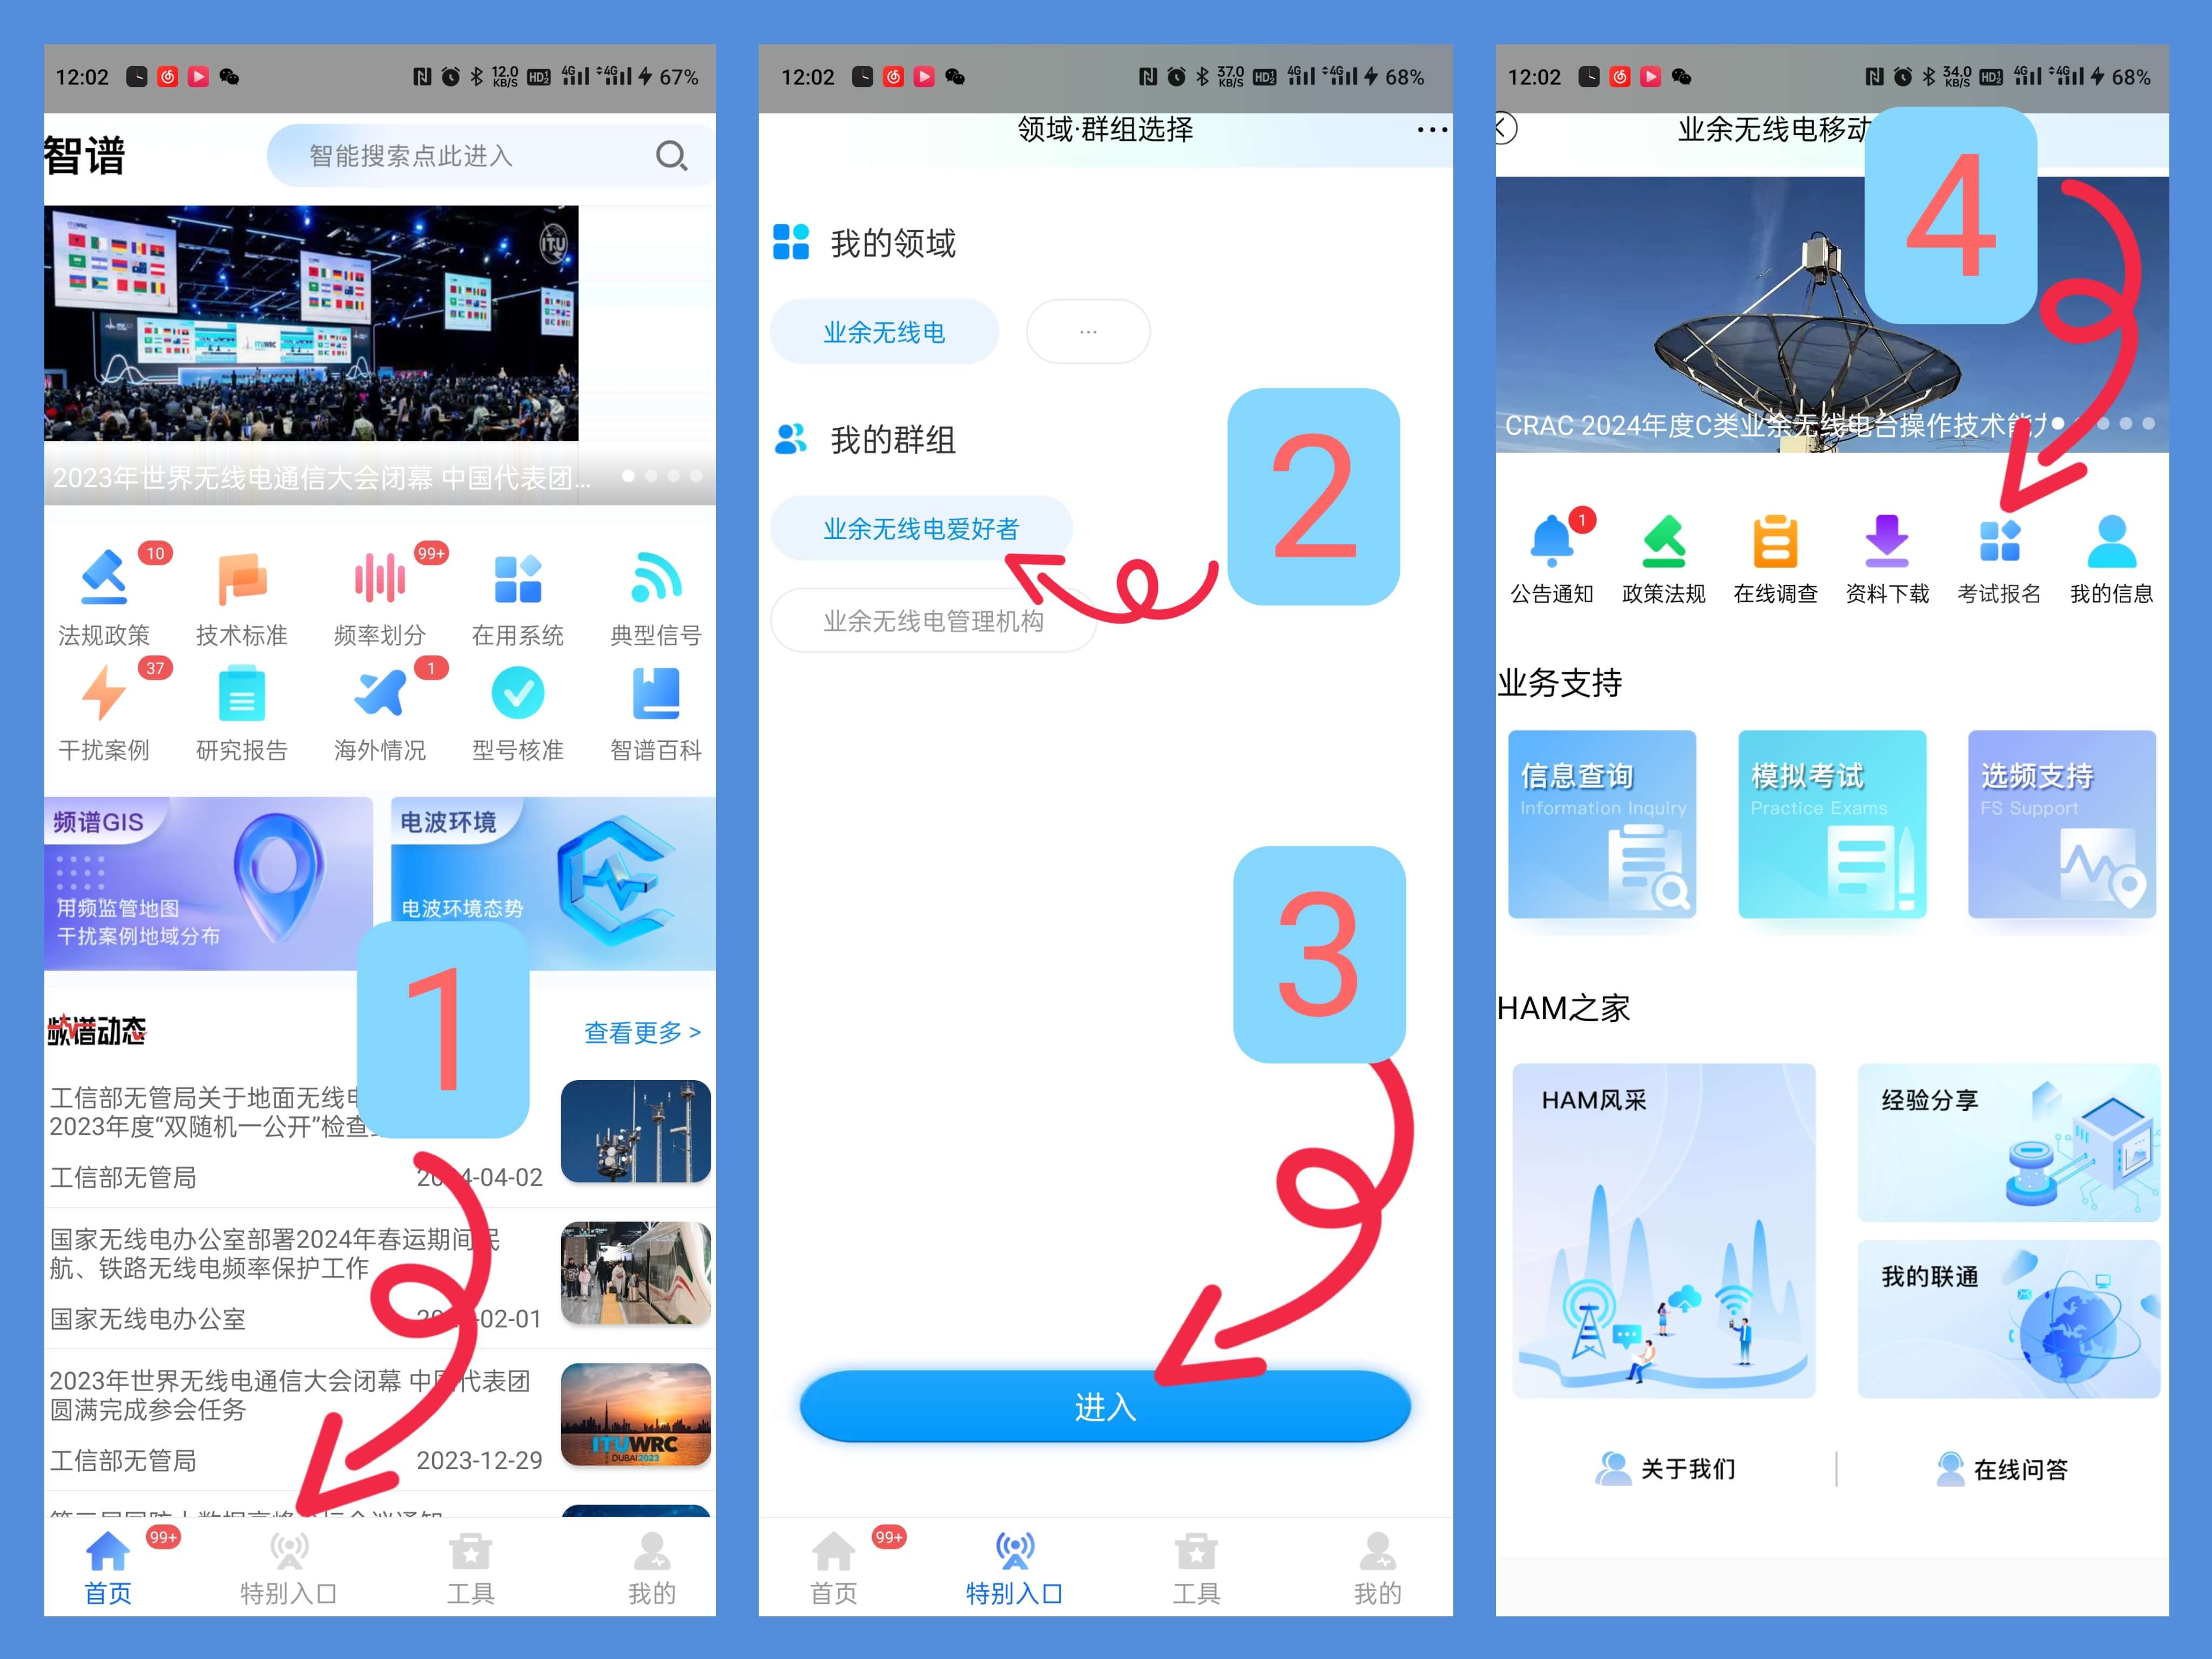 12:02
12.0
KB/S
HD
4G
4G
67%
智谱
智能搜索点此进入
ITU
2023年世界无线电通信大会闭幕 中国代表团...
10
99+
法规政策
技术标准
频率划分
在用系统
典型信号
37
1
干扰案例
研究报告
海外情况
型号核准
智谱百科
频谱GIS
用频监管地图
干扰案例地域分布
电波环境
电波环境态势
1
频谱动态
查看更多 >
工信部无管局关于地面无线电
2023年度“双随机一公开”检查
工信部无管局
-04-02
国家无线电办公室部署2024年春运期间民
航、铁路无线电频率保护工作
国家无线电办公室
-02-01
2023年世界无线电通信大会闭幕 中国代表团
圆满完成参会任务
ITUWRC
DUBAI2023
工信部无管局
2023-12-29
首页
99+
特别入口
工具
我的
12:02
37.0
KB/S
HD
4G
4G
68%
领域·群组选择
我的领域
业余无线电
...
我的群组
业余无线电爱好者
业余无线电管理机构
2
3
进入
首页
99+
特别入口
工具
我的
12:02
34.0
KB/S
HD
4G
4G
68%
业余无线电移动
4
CRAC 2024年度C类业余无线电台操作技术能力
1
公告通知
政策法规
在线调查
资料下载
考试报名
我的信息
业务支持
信息查询
Information Inquiry
模拟考试
Practice Exams
选频支持
FS Support
HAM之家
HAM风采
经验分享
我的联通
关于我们
在线问答